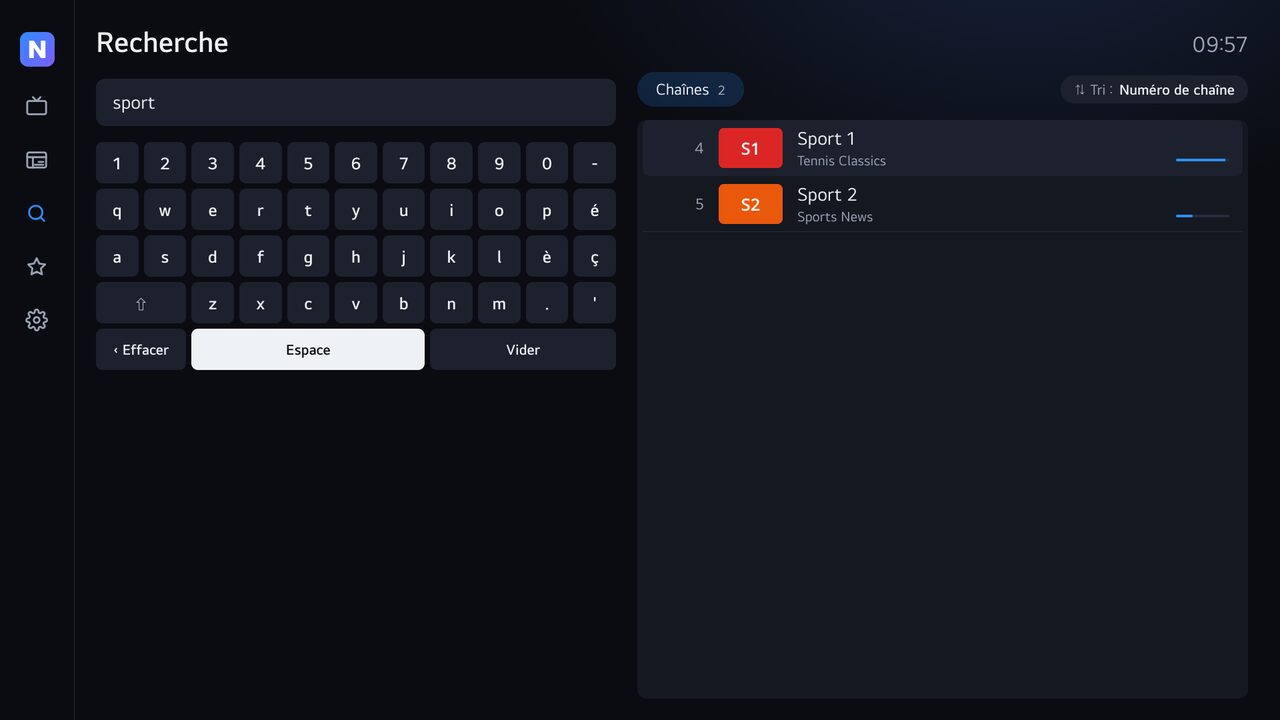 N
Recherche
09:57
sport
Chaînes 2
Tri : Numéro de chaîne
1 2 3 4 5 6 7 8 9 0 -
q w e r t y u i o p é
a s d f g h j k l è ç
⇧ z x c v b n m . '
‹ Effacer Espace Vider
4 S1 Sport 1
Tennis Classics
5 S2 Sport 2
Sports News